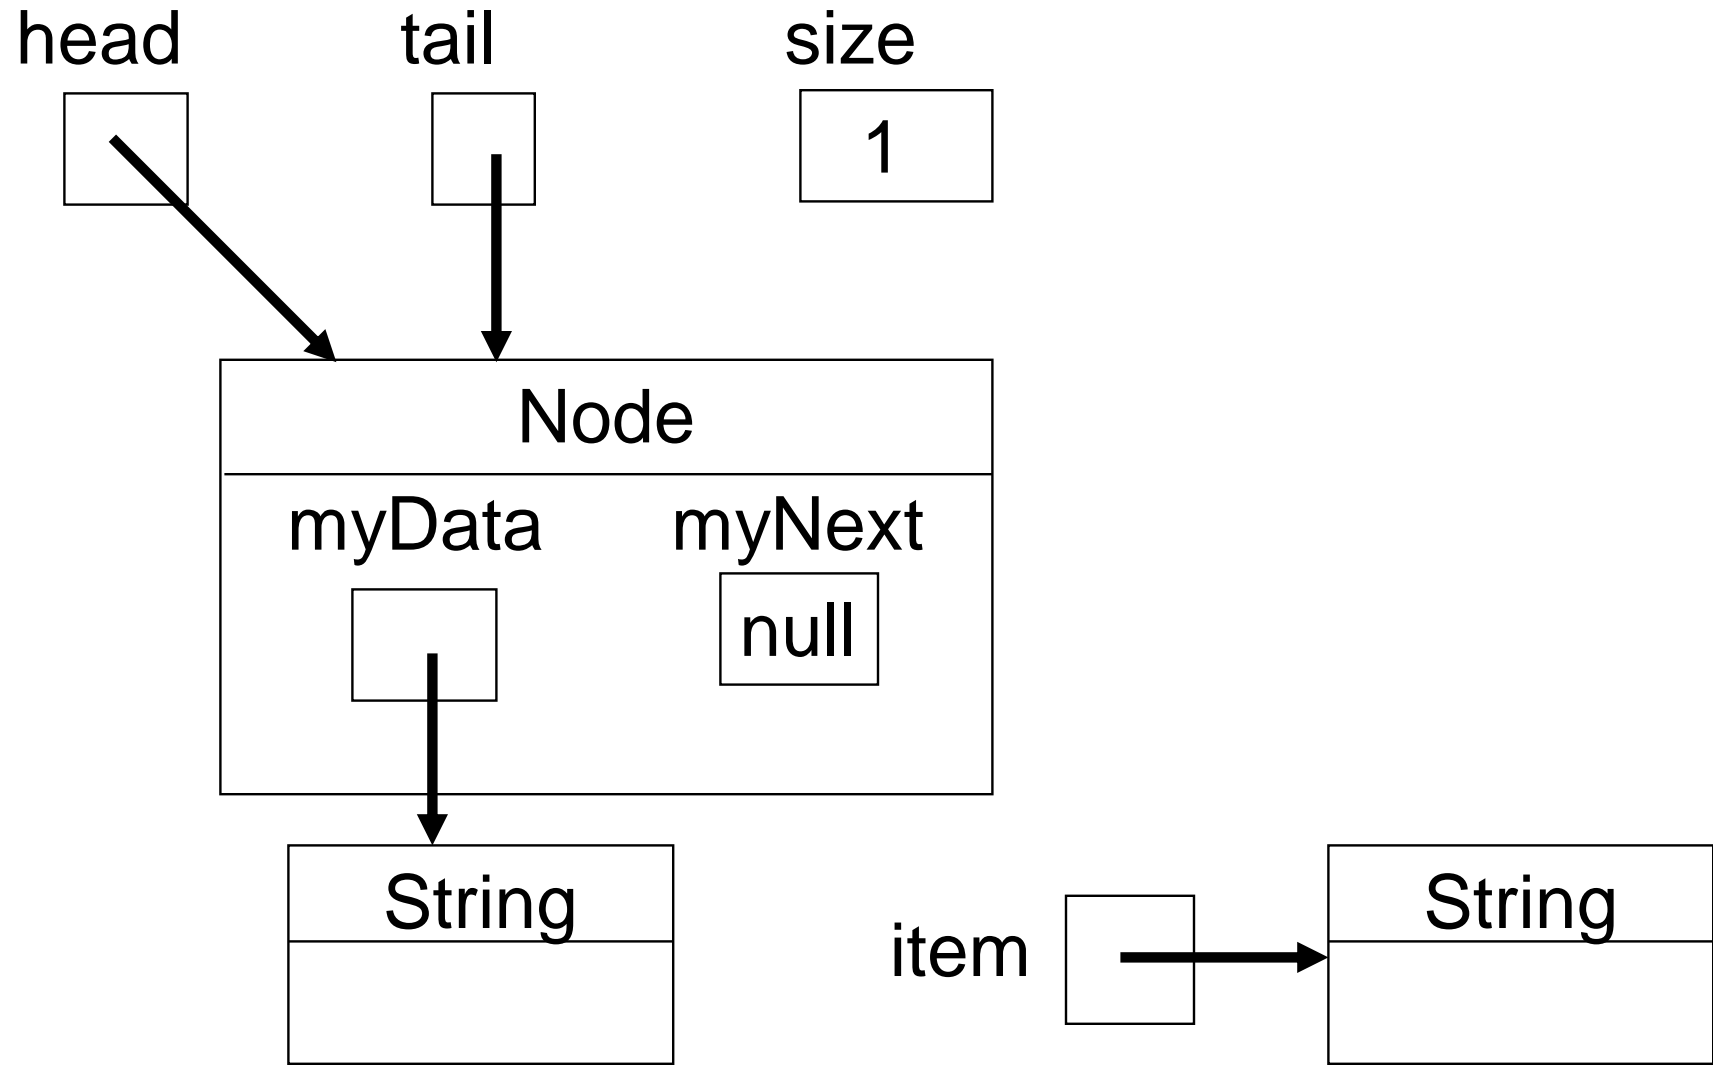 head tail size
1
Node
myData myNext
null
String String
item